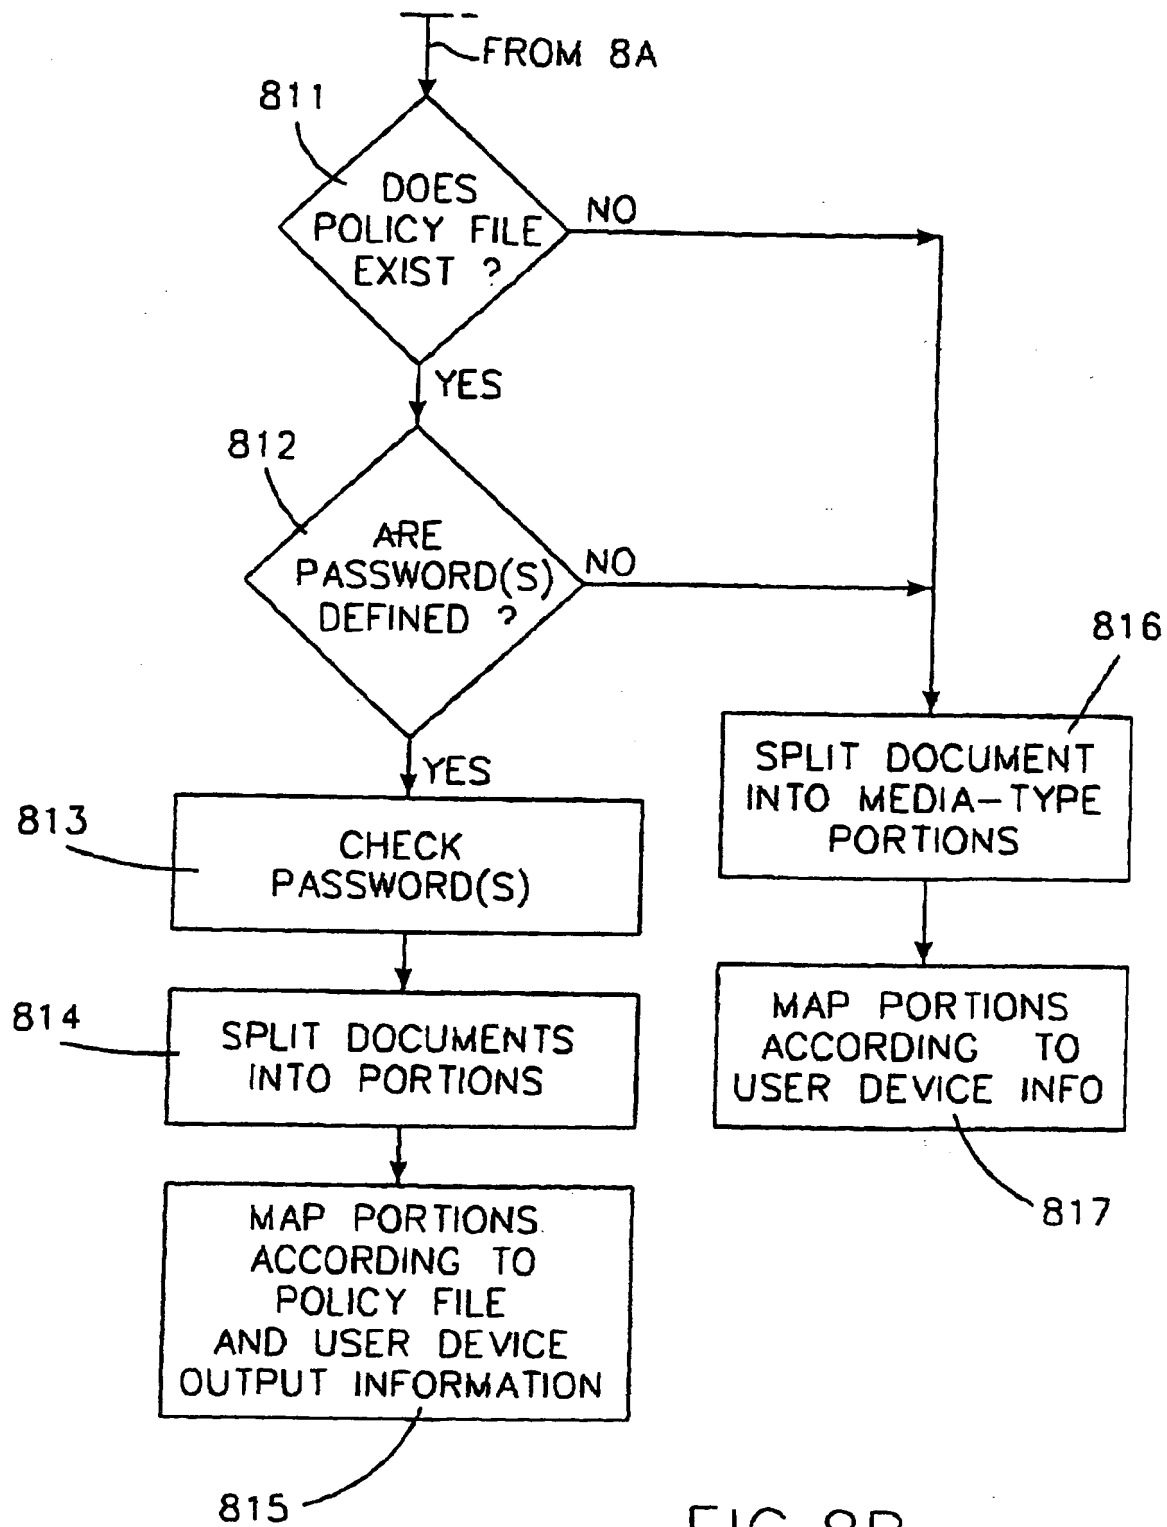 FROM 8A
811
DOES
POLICY FILE
EXIST ?
NO
YES
812
ARE
PASSWORD(S)
DEFINED ?
NO
YES
813
CHECK
PASSWORD(S)
814
SPLIT DOCUMENTS
INTO PORTIONS
MAP PORTIONS
ACCORDING TO
POLICY FILE
AND USER DEVICE
OUTPUT INFORMATION
815
816
SPLIT DOCUMENT
INTO MEDIA-TYPE
PORTIONS
MAP PORTIONS
ACCORDING TO
USER DEVICE INFO
817
FIG.8B